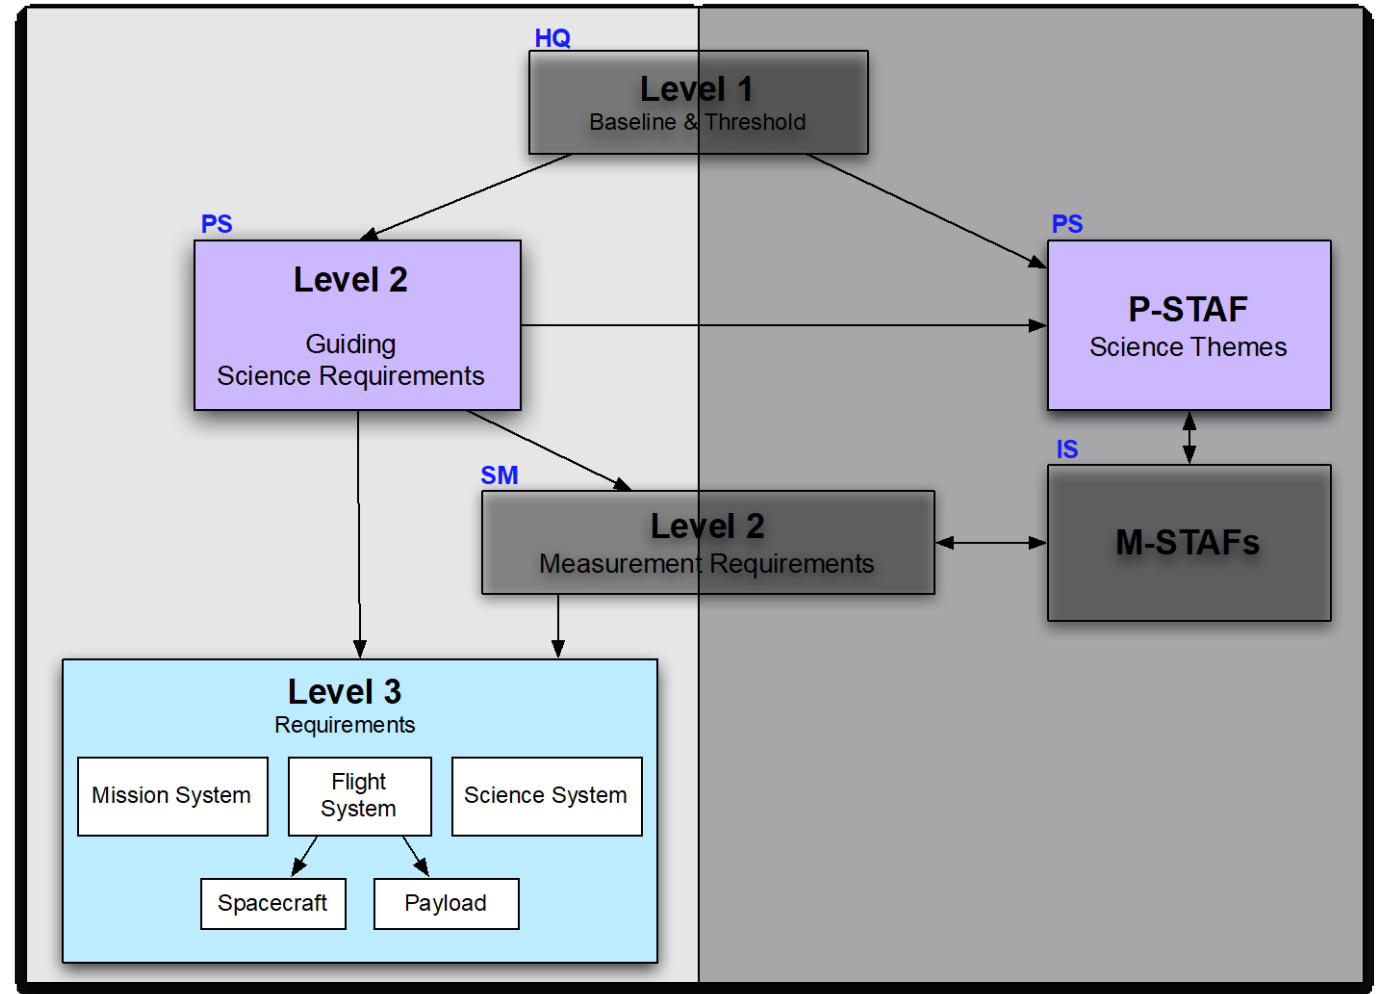 HQ
Level 1
Baseline & Threshold
PS
Level 2
Guiding
Science Requirements
PS
P-STAF
Science Themes
SM
Level 2
Measurement Requirements
IS
M-STAFs
Level 3
Requirements
Mission System
Flight
System
Science System
Spacecraft
Payload